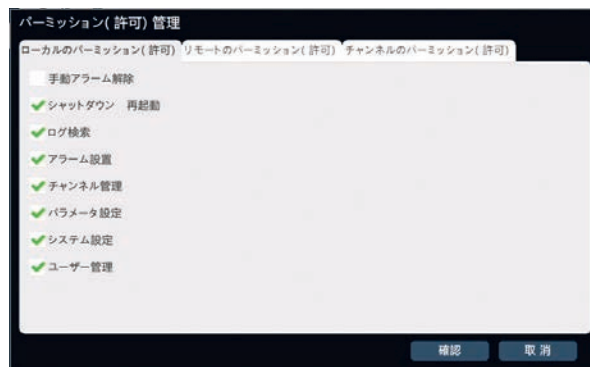 パーミッション( 許可) 管理
ローカルのパーミッション( 許可) リモートのパーミッション( 許可) チャンネルのパーミッション( 許可)
手動アラーム解除
シャットダウン 再起動
ログ検索
アラーム設置
チャンネル管理
パラメータ設定
システム設定
ユーザー管理
確認 取 消